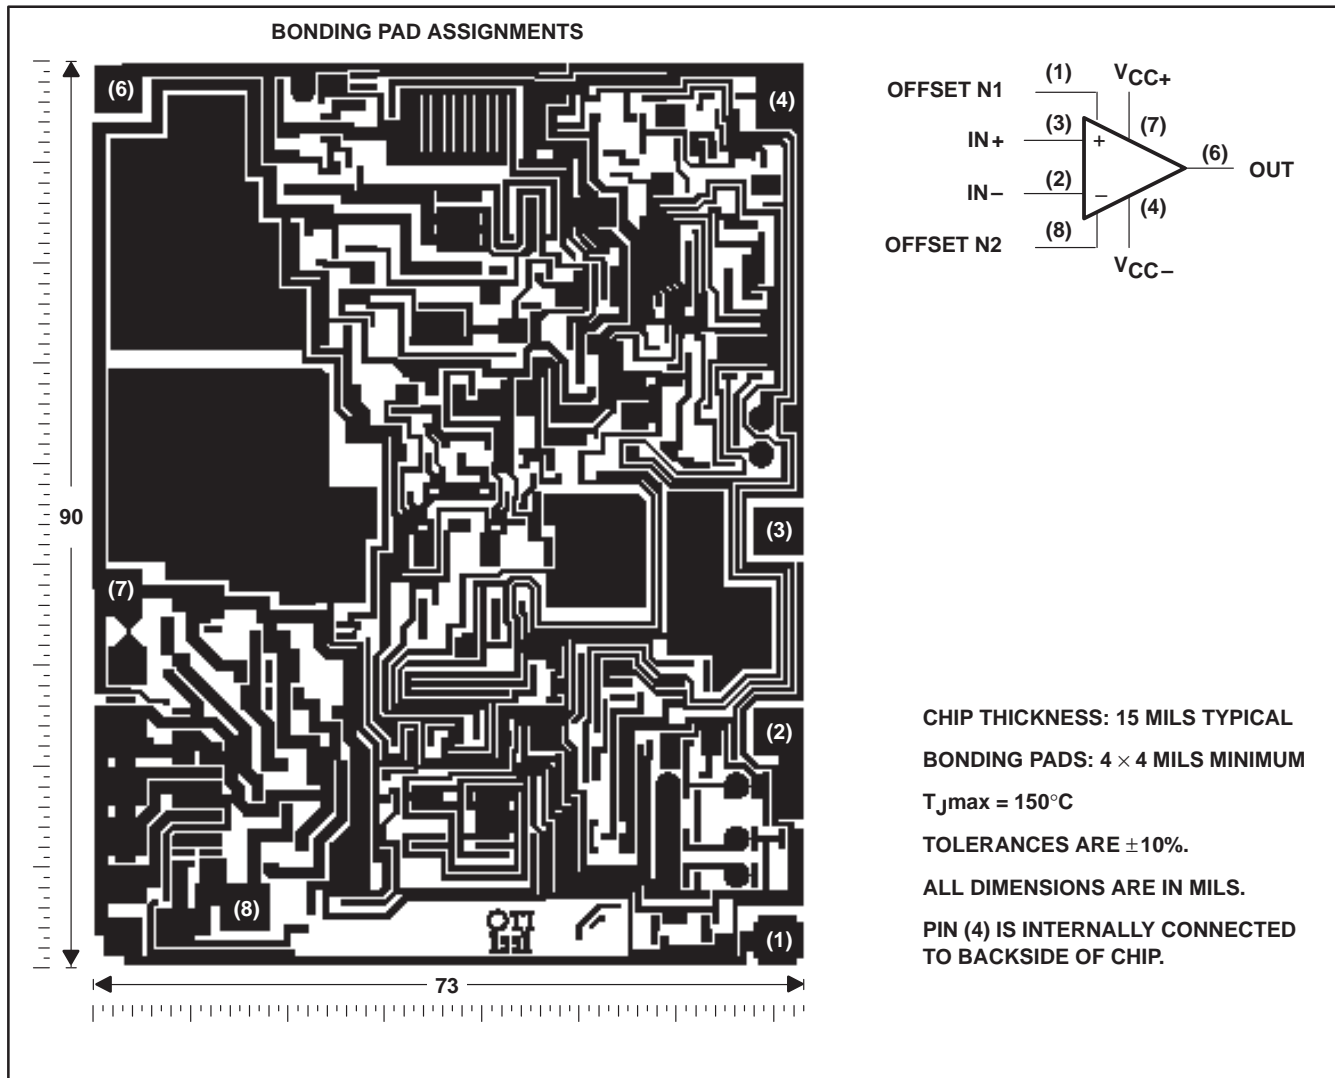 BONDING PAD ASSIGNMENTS
(6)
(4)
(3)
(7)
(2)
(8)
(1)
90
73
(1)
VCC+
OFFSET N1
(3)
(7)
IN+
+
(6)
OUT
(2)
IN−
−
(4)
(8)
OFFSET N2
VCC−
CHIP THICKNESS: 15 MILS TYPICAL
BONDING PADS: 4 × 4 MILS MINIMUM
TJmax = 150°C
TOLERANCES ARE ±10%.
ALL DIMENSIONS ARE IN MILS.
PIN (4) IS INTERNALLY CONNECTED
TO BACKSIDE OF CHIP.